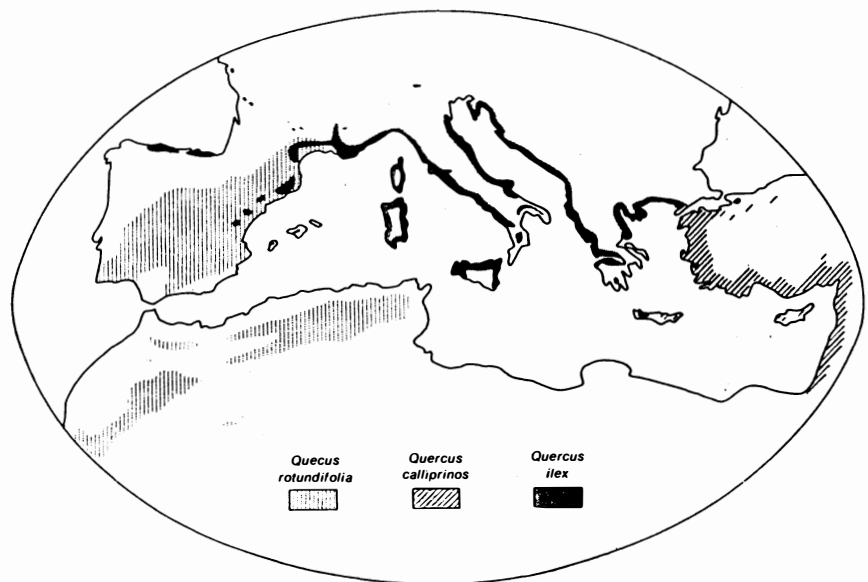 Quecus
rotundifolia
Quercus
calliprinos
Quercus
ilex